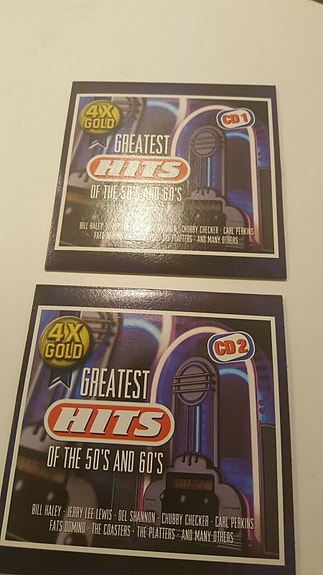 4X
GOLD
CD 1
GREATEST
HITS
OF THE 50'S AND 60'S
BILL HALEY · CHUBBY CHECKER · CARL PERKINS
FATS THE PLATTERS · AND MANY OTHERS
4X
GOLD
CD 2
GREATEST
HITS
OF THE 50'S AND 60'S
BILL HALEY · JERRY LEE LEWIS · DEL SHANNON · CHUBBY CHECKER · CARL PERKINS
FATS DOMINO · THE COASTERS · THE PLATTERS · AND MANY OTHERS